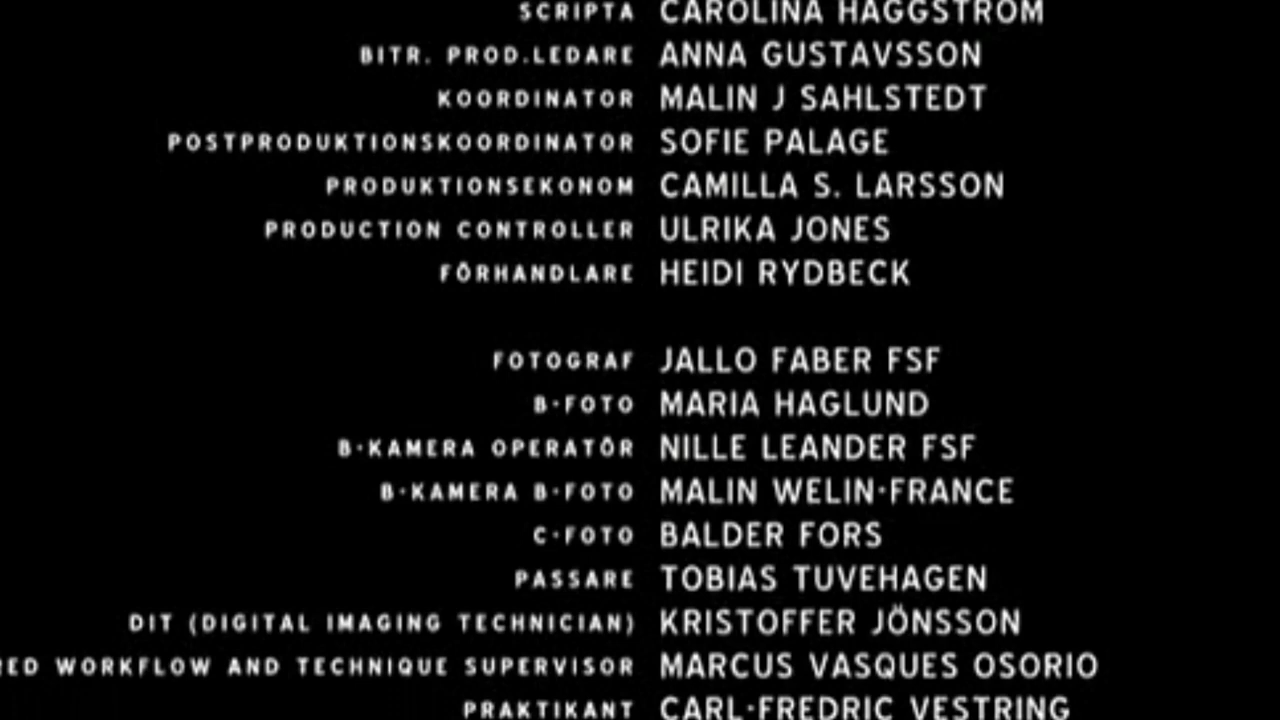 SCRIPTA CAROLINA HÄGGSTRÖM
BITR. PROD.LEDARE ANNA GUSTAVSSON
KOORDINATOR MALIN J SAHLSTEDT
POSTPRODUKTIONSKOORDINATOR SOFIE PALAGE
PRODUKTIONSEKONOM CAMILLA S. LARSSON
PRODUCTION CONTROLLER ULRIKA JONES
FÖRHANDLARE HEIDI RYDBECK
FOTOGRAF JALLO FABER FSF
B-FOTO MARIA HAGLUND
B-KAMERA OPERATÖR NILLE LEANDER FSF
B-KAMERA B-FOTO MALIN WELIN-FRANCE
C-FOTO BALDER FORS
PASSARE TOBIAS TUVEHAGEN
DIT (DIGITAL IMAGING TECHNICIAN) KRISTOFFER JÖNSSON
RED WORKFLOW AND TECHNIQUE SUPERVISOR MARCUS VASQUES OSORIO
PRAKTIKANT CARL-FREDRIC VESTRING